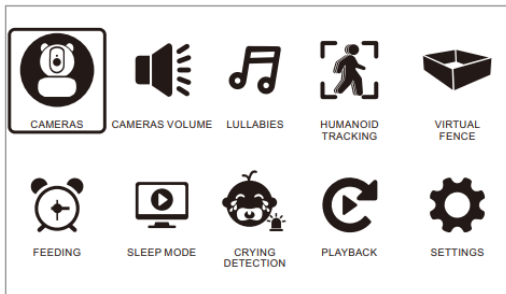 CAMERAS
CAMERAS VOLUME
LULLABIES
HUMANOID
TRACKING
VIRTUAL
FENCE
FEEDING
SLEEP MODE
CRYING
DETECTION
PLAYBACK
SETTINGS